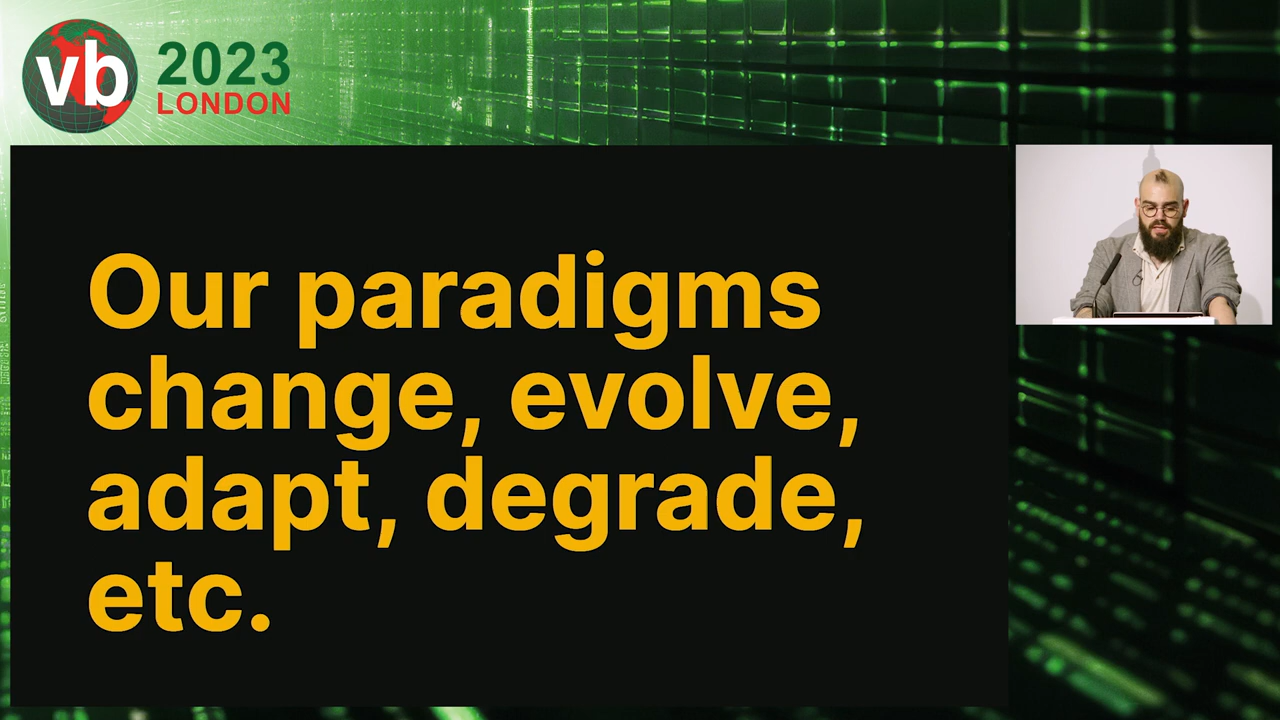 vb 2023
LONDON
Our paradigms
change, evolve,
adapt, degrade,
etc.